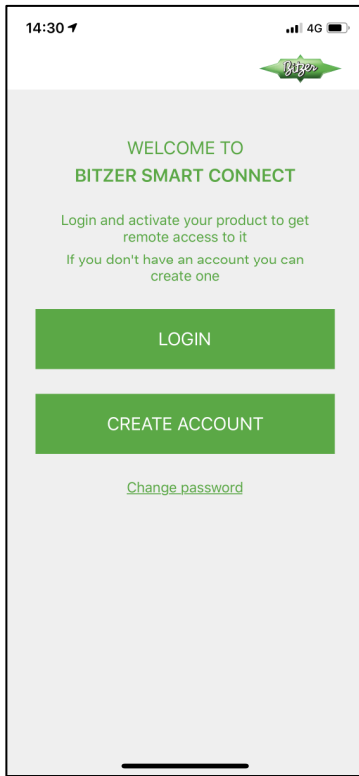 14:30
4G
Bitzer
WELCOME TO
BITZER SMART CONNECT
Login and activate your product to get
remote access to it
If you don't have an account you can
create one
LOGIN
CREATE ACCOUNT
Change password